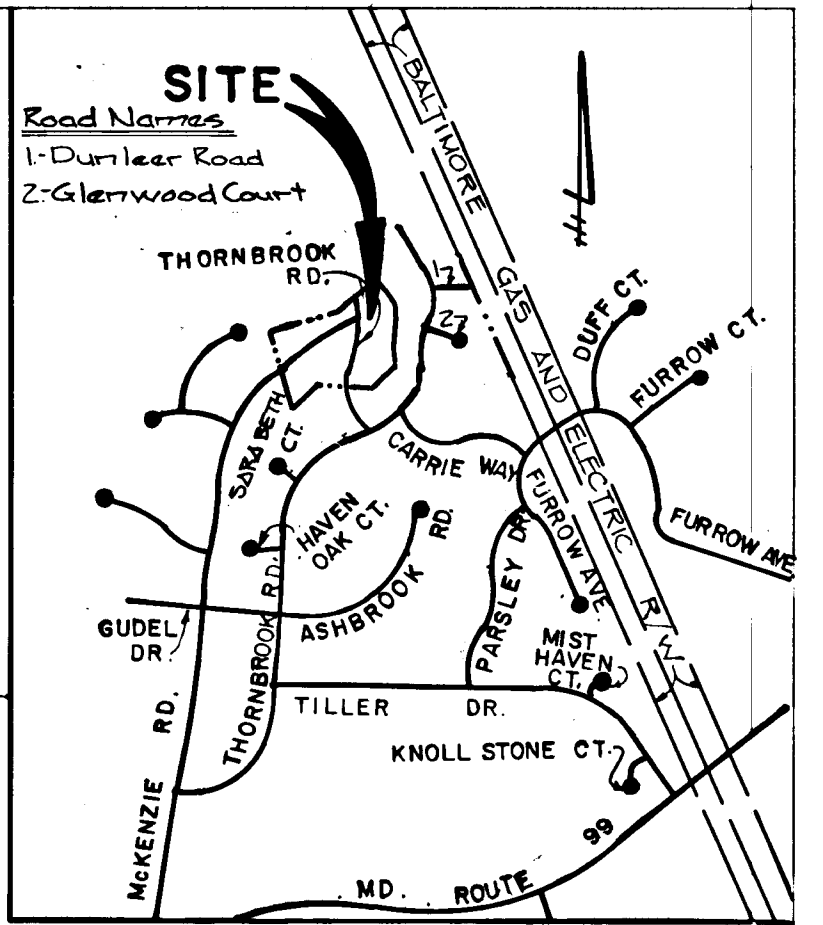 SITE
Road Names
1.-Dunleer Road
2.-Glenwood Court
THORNBROOK
RD.
1
2
BALTIMORE GAS AND ELECTRIC R/W
DUFF CT.
FURROW CT.
SARA BETH
CT.
CARRIE WAY
HAVEN
OAK CT.
ASHBROOK RD.
PARSLEY DR.
FURROW AVE
FURROW AVE
GUDEL
DR.
THORNBROOK RD.
MIST
HAVEN
CT.
TILLER DR.
KNOLL STONE CT.
McKENZIE RD.
MD. ROUTE 99